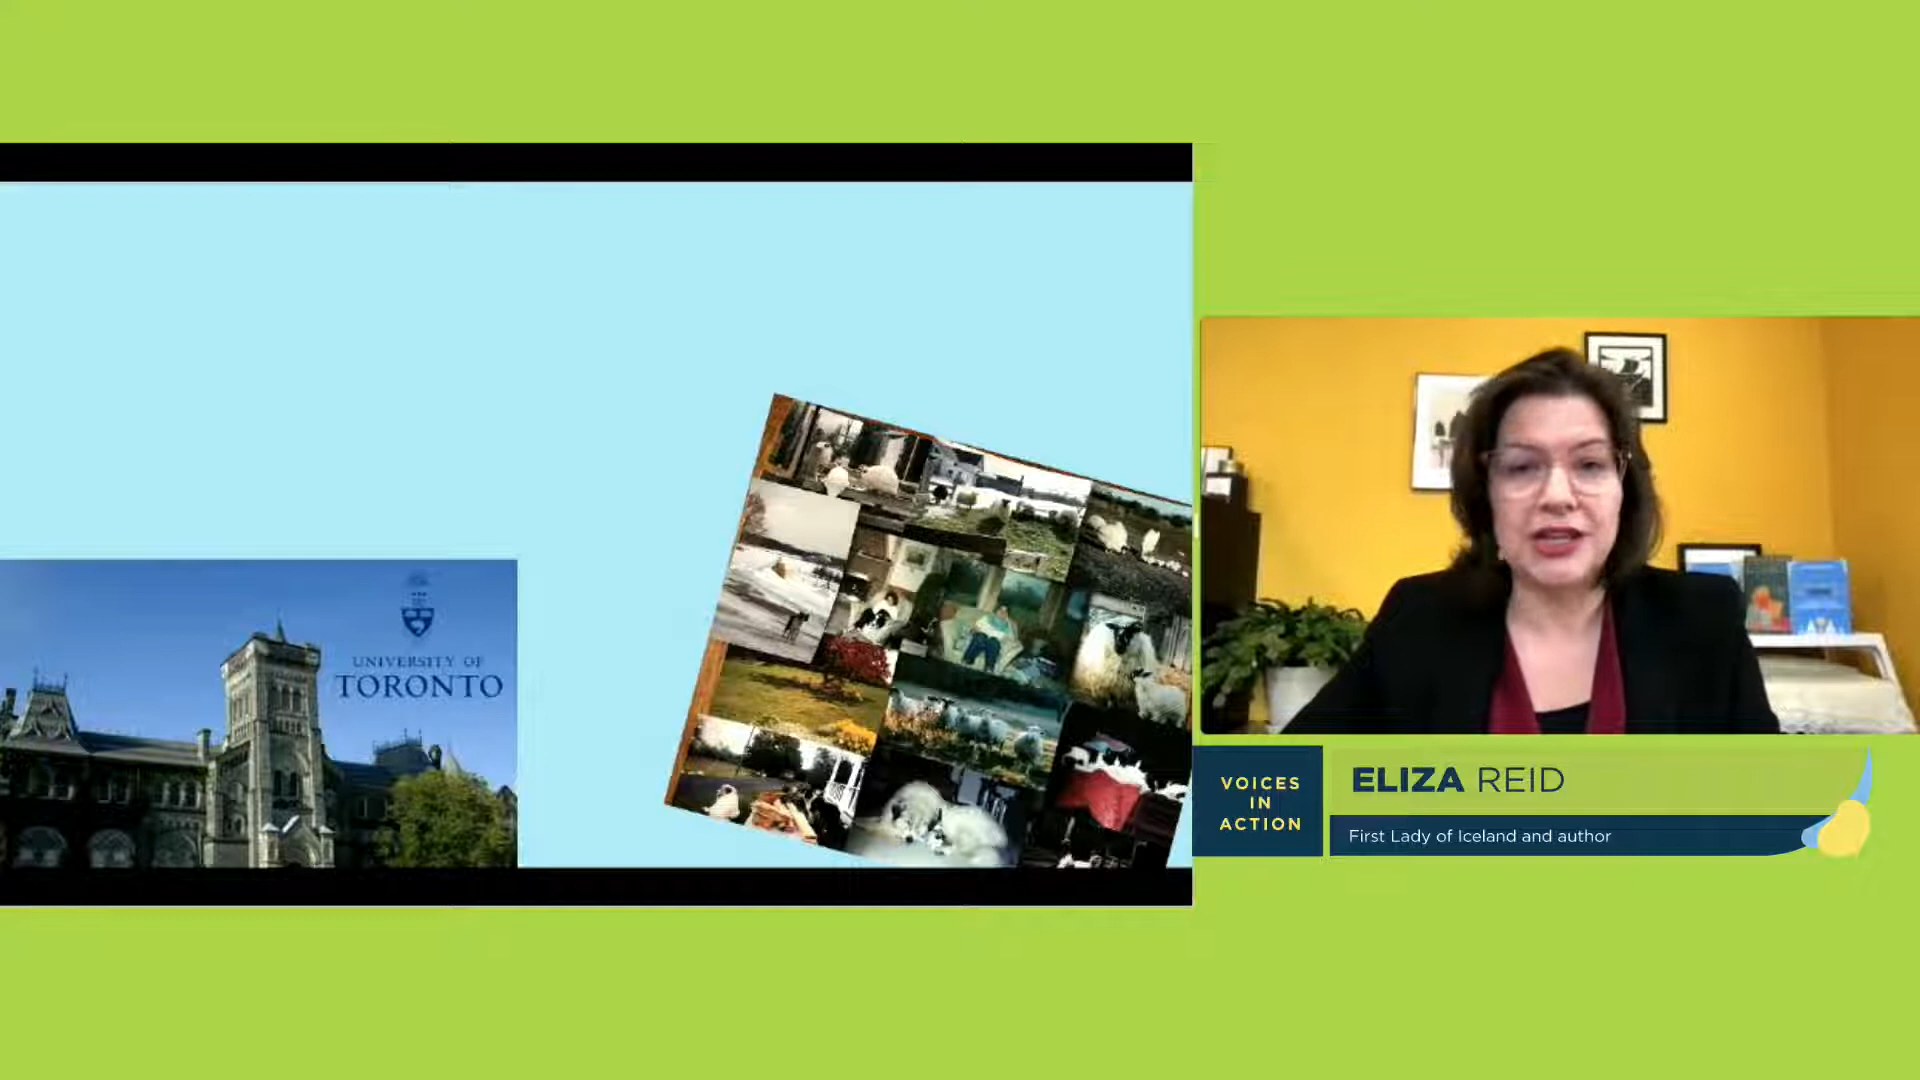 UNIVERSITY OF
TORONTO
VOICES
IN
ACTION
ELIZA REID
First Lady of Iceland and author